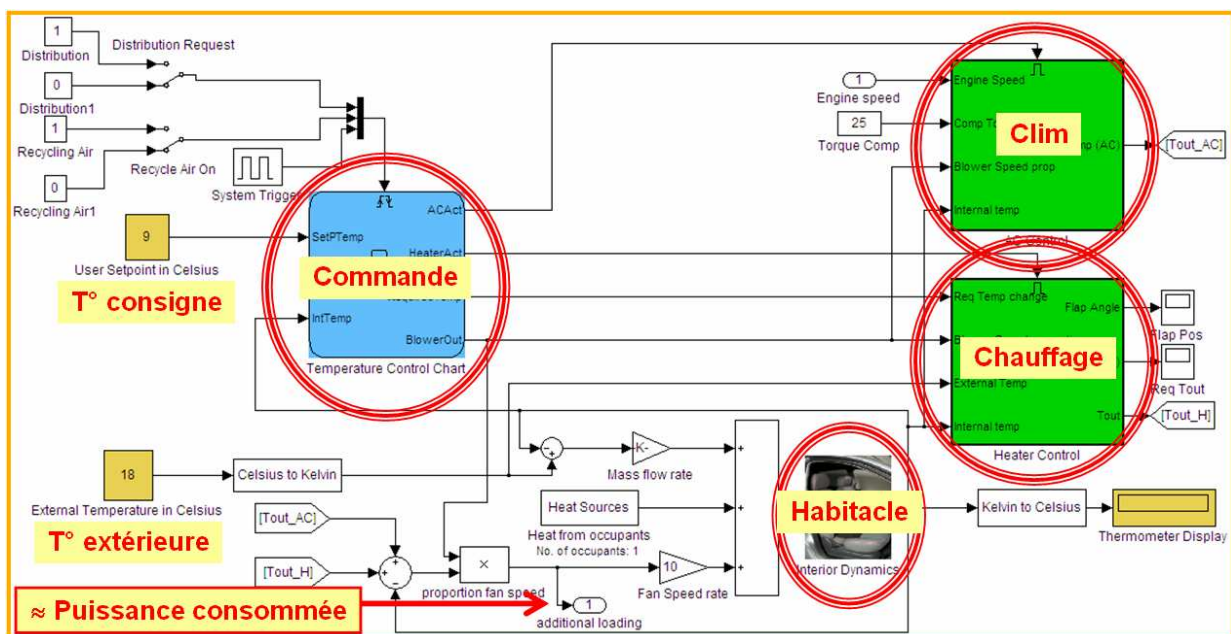 1
Distribution
Distribution Request
0
Distribution1
1
Recycling Air
Recycle Air On
0
Recycling Air1
System Trigger
9
User Setpoint in Celsius
T° consigne
SetPTemp
ACAct
HeaterAct
Commande
IntTemp
BlowerOut
Temperature Control Chart
1
Engine speed
25
Torque Comp
Engine Speed
Clim
(AC)
Blower Speed prop
Internal temp
AC Control
[Tout_AC]
Req Temp change
Flap Angle
Chauffage
External Temp
Internal temp
Tout
Heater Control
Flap Pos
Req Tout
[Tout_H]
18
External Temperature in Celsius
T° extérieure
Celsius to Kelvin
-
+
K-
Mass flow rate
Heat Sources
Heat from occupants
No. of occupants: 1
[Tout_AC]
[Tout_H]
+
+
-
×
proportion fan speed
10
Fan Speed rate
1
additional loading
≈ Puissance consommée
+
+
+
Habitacle
Interior Dynamics
Kelvin to Celsius
Thermometer Display